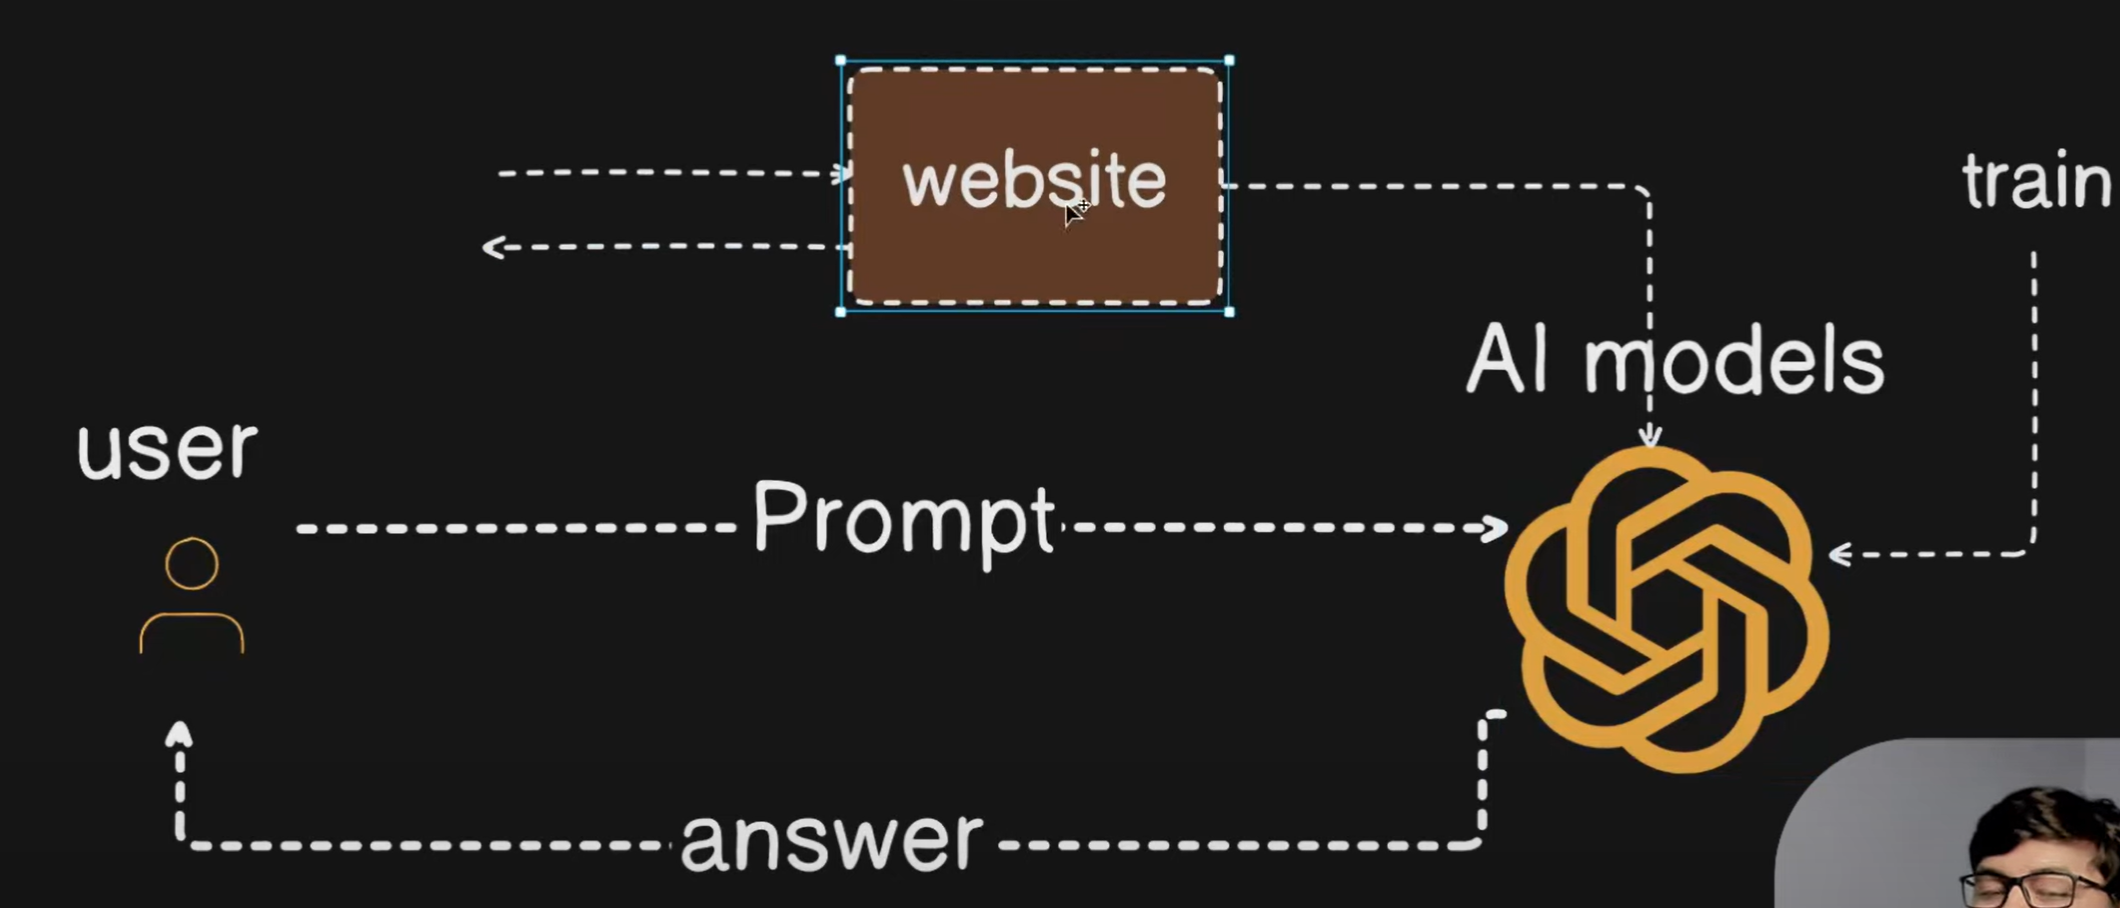 website
train
AI models
user
Prompt
answer